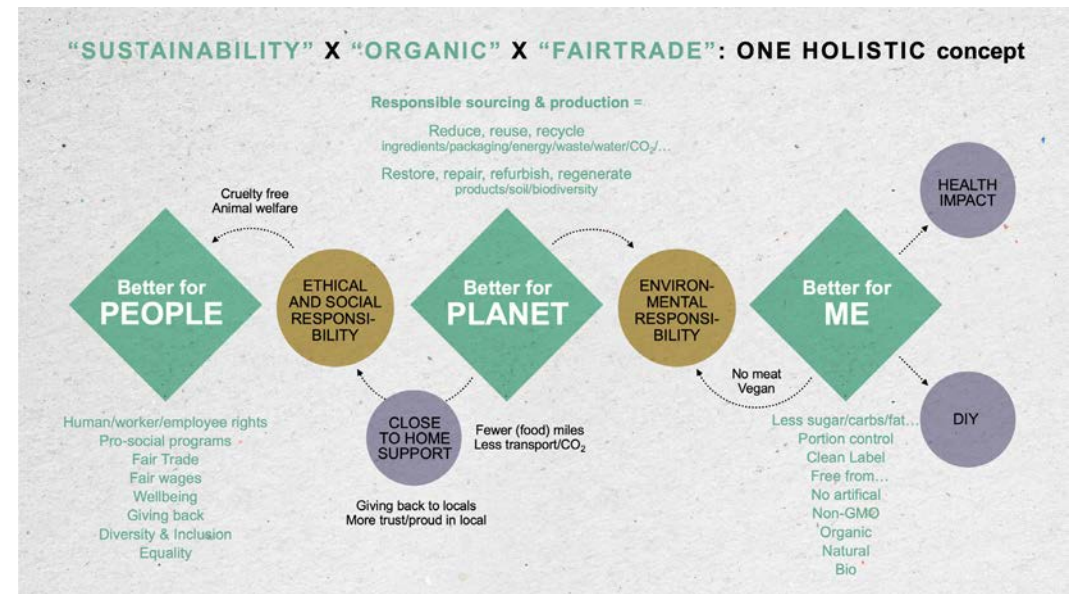 “SUSTAINABILITY” X “ORGANIC” X “FAIRTRADE”: ONE HOLISTIC concept
Responsible sourcing & production =
Reduce, reuse, recycle
ingredients/packaging/energy/waste/water/CO₂/…
Restore, repair, refurbish, regenerate
products/soil/biodiversity
Cruelty free
Animal welfare
Better for
PEOPLE
ETHICAL
AND SOCIAL
RESPONSI-
BILITY
Better for
PLANET
ENVIRON-
MENTAL
RESPONSI-
BILITY
Better for
ME
HEALTH
IMPACT
No meat
Vegan
DIY
CLOSE
TO HOME
SUPPORT
Fewer (food) miles
Less transport/CO₂
Giving back to locals
More trust/proud in local
Human/worker/employee rights
Pro-social programs
Fair Trade
Fair wages
Wellbeing
Giving back
Diversity & Inclusion
Equality
Less sugar/carbs/fat…
Portion control
Clean Label
Free from…
No artifical
Non-GMO
Organic
Natural
Bio